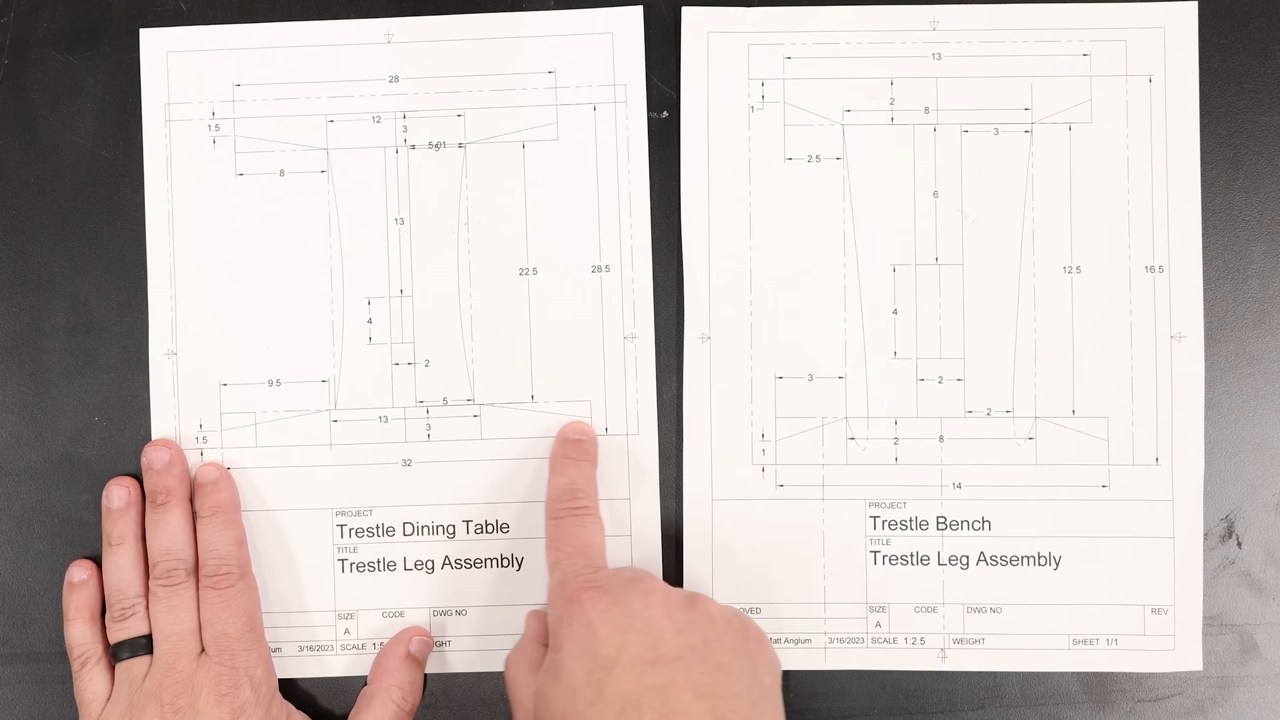 28
1.5
12
3
5.01
8
13
22.5
28.5
4
2
9.5
5
13
3
1.5
32
PROJECT
Trestle Dining Table
TITLE
Trestle Leg Assembly
SIZE
CODE
DWG NO
A
3/16/2023
SCALE
13
1
2
8
3
2.5
6
12.5
16.5
4
3
2
2
2
8
1
14
PROJECT
Trestle Bench
TITLE
Trestle Leg Assembly
SIZE
CODE
DWG NO
REV
A
Matt Anglum
3/16/2023
SCALE 1:2.5
WEIGHT
SHEET 1/1